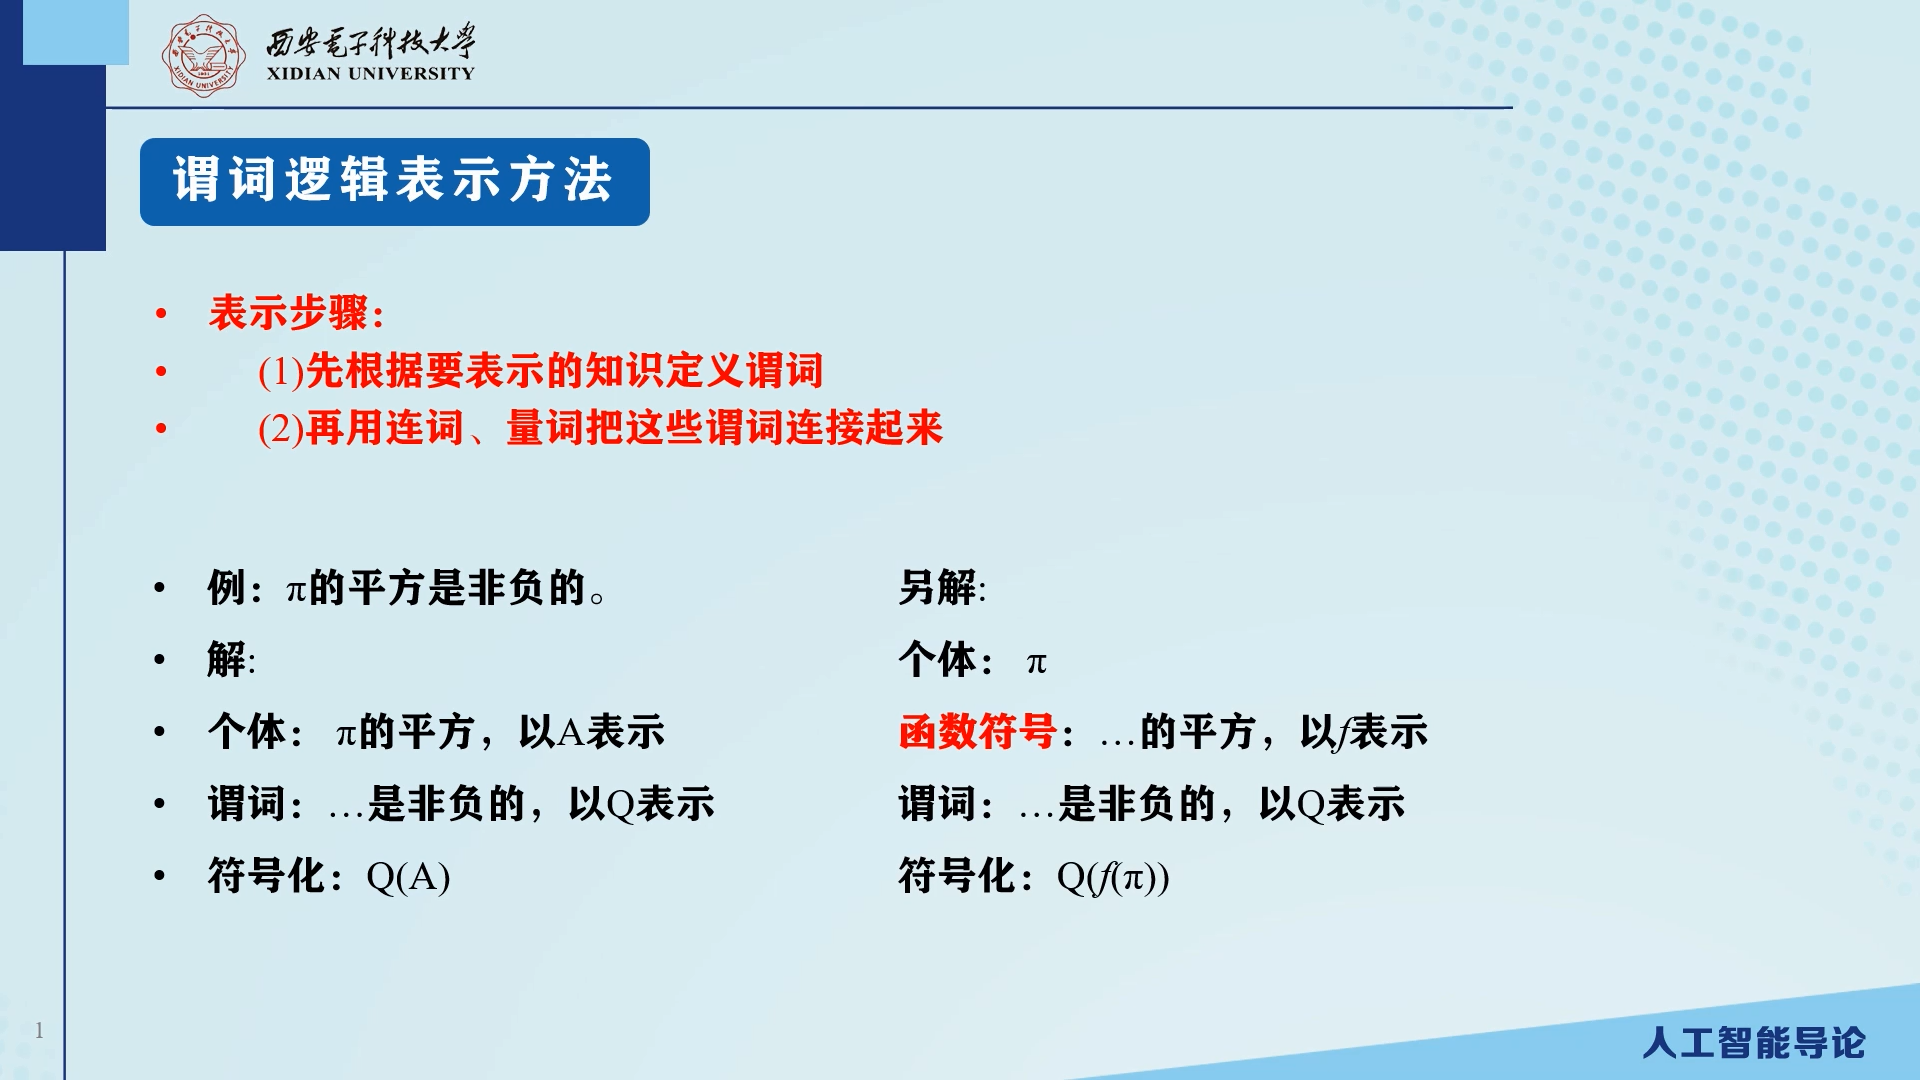 西安电子科技大学
XIDIAN UNIVERSITY
谓词逻辑表示方法
• 表示步骤：
• (1)先根据要表示的知识定义谓词
• (2)再用连词、量词把这些谓词连接起来
• 例：π的平方是非负的。
• 解:
• 个体： π的平方，以A表示
• 谓词：…是非负的，以Q表示
• 符号化：Q(A)
另解:
个体： π
函数符号：…的平方，以f表示
谓词：…是非负的，以Q表示
符号化：Q(f(π))
1
人工智能导论